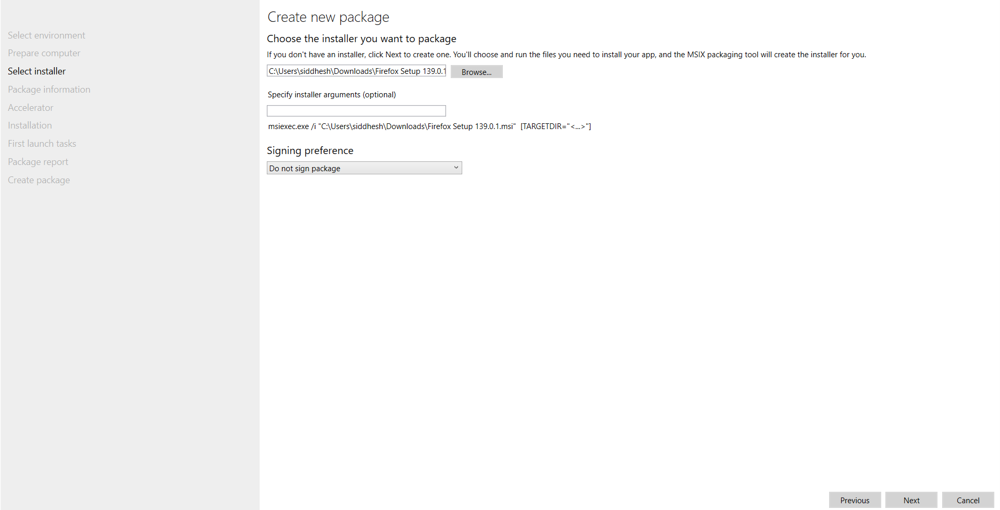 Select environment
Prepare computer
Select installer
Package information
Accelerator
Installation
First launch tasks
Package report
Create package
Create new package
Choose the installer you want to package
If you don't have an installer, click Next to create one. You'll choose and run the files you need to install your app, and the MSIX packaging tool will create the installer for you.
C:\Users\siddhesh\Downloads\Firefox Setup 139.0.1
Browse...
Specify installer arguments (optional)
msiexec.exe /i "C:\Users\siddhesh\Downloads\Firefox Setup 139.0.1.msi"  [TARGETDIR="<...>"]
Signing preference
Do not sign package
Previous
Next
Cancel